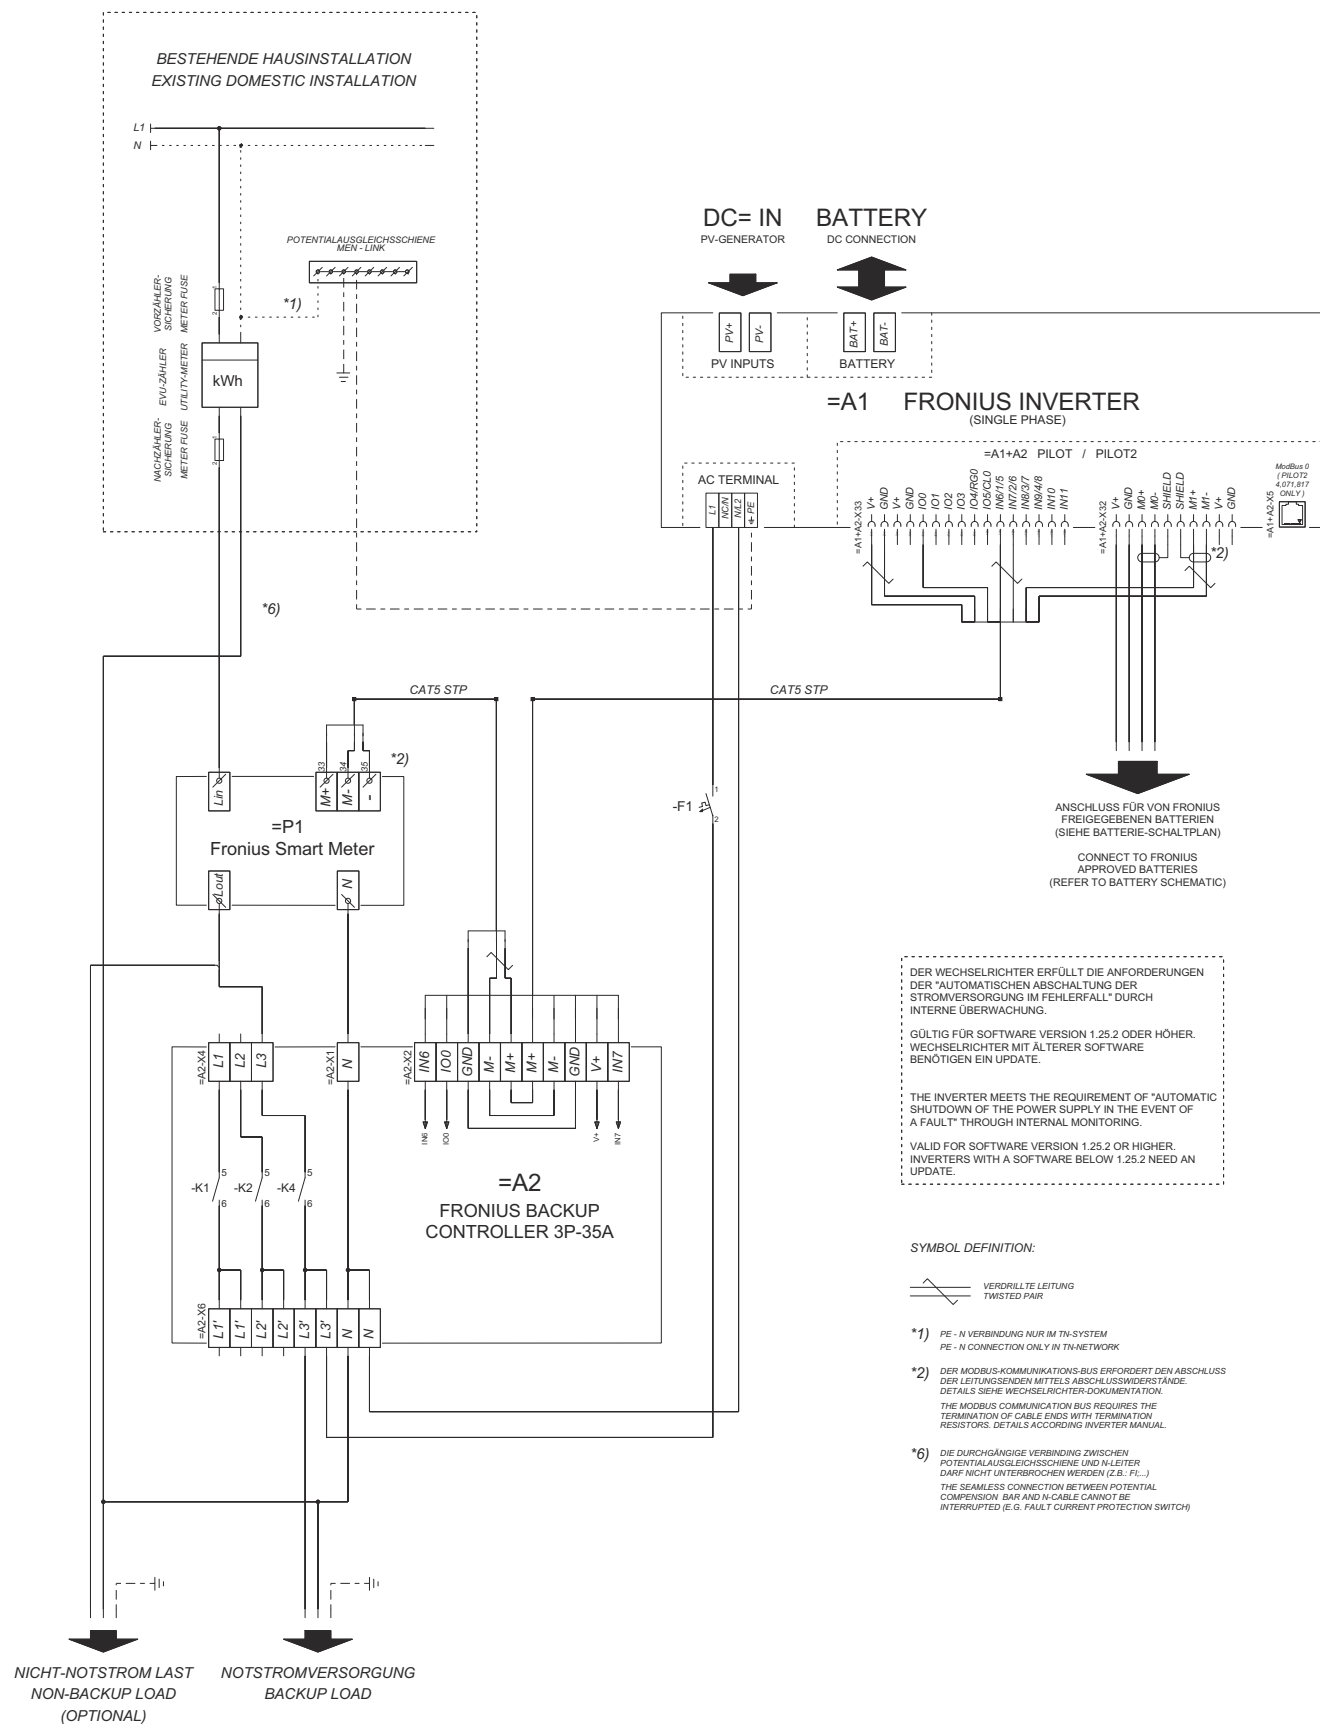 BESTEHENDE HAUSINSTALLATION
EXISTING DOMESTIC INSTALLATION
L1
N
POTENTIALAUSGLEICHSSCHIENE
MEN - LINK
*1)
VORZÄHLER-
SICHERUNG
METER FUSE
EVU-ZÄHLER
UTILITY-METER
NACHZÄHLER-
SICHERUNG
METER FUSE
kWh
*6)
DC= IN
PV-GENERATOR
BATTERY
DC CONNECTION
PV+
PV-
BAT+
BAT-
PV INPUTS
BATTERY
=A1 FRONIUS INVERTER
(SINGLE PHASE)
=A1+A2 PILOT / PILOT2
AC TERMINAL
L1
NC/N
N/L2
PE
=A1+A2-X33
V+
GND
V+
GND
IO0
IO1
IO2
IO3
IO4/RG0
IO5/CL0
IN6/1/5
IN7/2/6
IN8/3/7
IN9/4/8
IN10
IN11
=A1+A2-X32
V+
GND
M0+
M0-
SHIELD
SHIELD
M1+
M1-
V+
GND
*2)
=A1+A2-X5
ModBus 0
( PILOT2
4,071,817
ONLY )
CAT5 STP
CAT5 STP
*2)
Lin
M+
33
M-
34
-
35
=P1
Fronius Smart Meter
Lout
N
-F1
1
2
ANSCHLUSS FÜR VON FRONIUS
FREIGEGEBENEN BATTERIEN
(SIEHE BATTERIE-SCHALTPLAN)
CONNECT TO FRONIUS
APPROVED BATTERIES
(REFER TO BATTERY SCHEMATIC)
=A2-X4
L1
L2
L3
=A2-X1
N
=A2-X2
IN6
IO0
GND
M-
M+
M+
M-
GND
V+
IN7
IN6
IO0
V+
IN7
-K1
5
6
-K2
5
6
-K4
5
6
=A2
FRONIUS BACKUP
CONTROLLER 3P-35A
=A2-X6
L1'
L1'
L2'
L2'
L3'
L3'
N
N
DER WECHSELRICHTER ERFÜLLT DIE ANFORDERUNGEN
DER "AUTOMATISCHEN ABSCHALTUNG DER
STROMVERSORGUNG IM FEHLERFALL" DURCH
INTERNE ÜBERWACHUNG.
GÜLTIG FÜR SOFTWARE VERSION 1.25.2 ODER HÖHER.
WECHSELRICHTER MIT ÄLTERER SOFTWARE
BENÖTIGEN EIN UPDATE.
THE INVERTER MEETS THE REQUIREMENT OF "AUTOMATIC
SHUTDOWN OF THE POWER SUPPLY IN THE EVENT OF
A FAULT" THROUGH INTERNAL MONITORING.
VALID FOR SOFTWARE VERSION 1.25.2 OR HIGHER.
INVERTERS WITH A SOFTWARE BELOW 1.25.2 NEED AN
UPDATE.
SYMBOL DEFINITION:
VERDRILLTE LEITUNG
TWISTED PAIR
*1) PE - N VERBINDUNG NUR IM TN-SYSTEM
PE - N CONNECTION ONLY IN TN-NETWORK
*2) DER MODBUS-KOMMUNIKATIONS-BUS ERFORDERT DEN ABSCHLUSS
DER LEITUNGSENDEN MITTELS ABSCHLUSSWIDERSTÄNDE.
DETAILS SIEHE WECHSELRICHTER-DOKUMENTATION.
THE MODBUS COMMUNICATION BUS REQUIRES THE
TERMINATION OF CABLE ENDS WITH TERMINATION
RESISTORS. DETAILS ACCORDING INVERTER MANUAL.
*6) DIE DURCHGÄNGIGE VERBINDING ZWISCHEN
POTENTIALAUSGLEICHSSCHIENE UND N-LEITER
DARF NICHT UNTERBROCHEN WERDEN (Z.B.: FI;...)
THE SEAMLESS CONNECTION BETWEEN POTENTIAL
COMPENSION BAR AND N-CABLE CANNOT BE
INTERRUPTED (E.G. FAULT CURRENT PROTECTION SWITCH)
NICHT-NOTSTROM LAST
NON-BACKUP LOAD
(OPTIONAL)
NOTSTROMVERSORGUNG
BACKUP LOAD